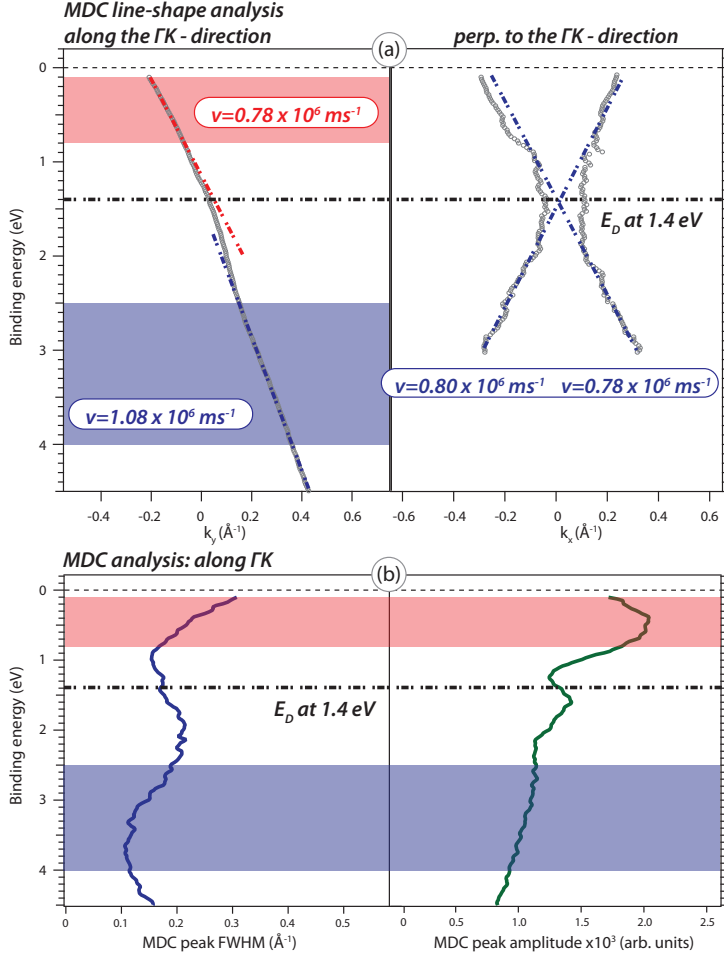 MDC line-shape analysis
along the ΓK - direction
(a)
perp. to the ΓK - direction
0
1
2
3
4
Binding energy (eV)
v=0.78 x 10⁶ ms⁻¹
E_D at 1.4 eV
v=1.08 x 10⁶ ms⁻¹
v=0.80 x 10⁶ ms⁻¹ v=0.78 x 10⁶ ms⁻¹
-0.4 -0.2 0 0.2 0.4 0.6
-0.6 -0.4 -0.2 0 0.2 0.4 0.6
k_y (Å⁻¹)
k_x (Å⁻¹)
MDC analysis: along ΓK
(b)
0
1
2
3
4
Binding energy (eV)
E_D at 1.4 eV
0 0.1 0.2 0.3 0.5
0 1.0 1.5 2.0 2.5
MDC peak FWHM (Å⁻¹)
MDC peak amplitude x10³ (arb. units)